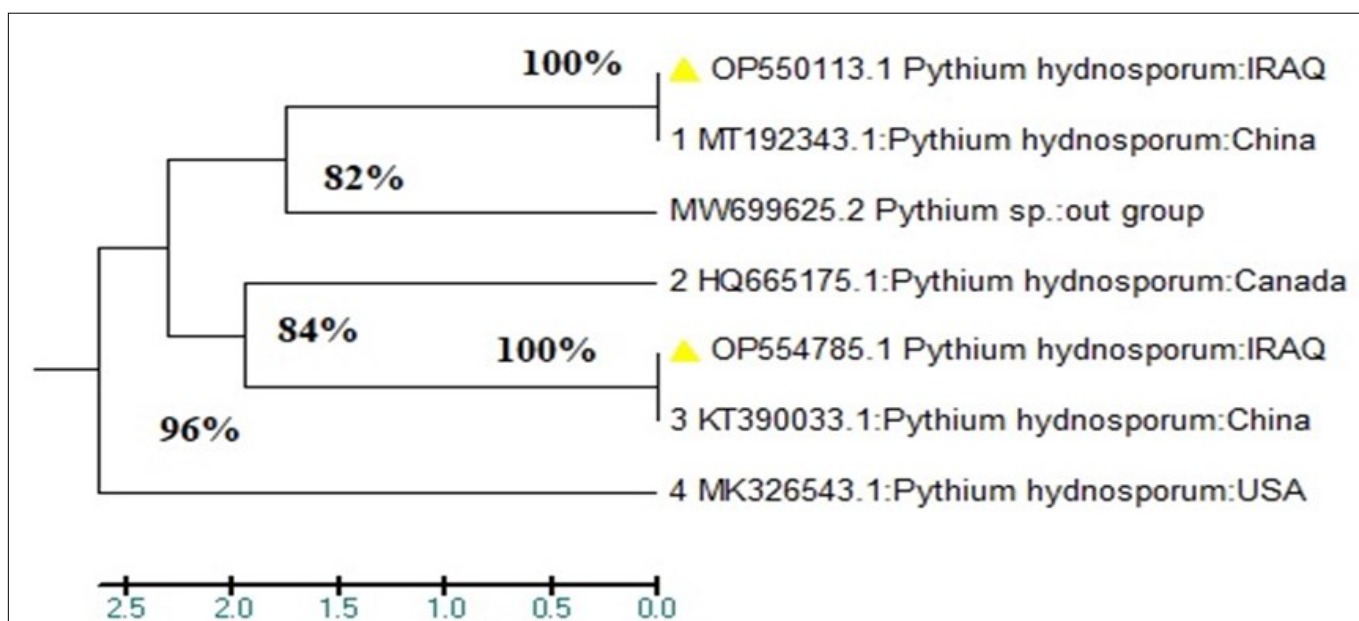 100%
OP550113.1 Pythium hydnosporum:IRAQ
1 MT192343.1:Pythium hydnosporum:China
82%
MW699625.2 Pythium sp.:out group
2 HQ665175.1:Pythium hydnosporum:Canada
84%
100%
OP554785.1 Pythium hydnosporum:IRAQ
3 KT390033.1:Pythium hydnosporum:China
96%
4 MK326543.1:Pythium hydnosporum:USA
2.5 2.0 1.5 1.0 0.5 0.0